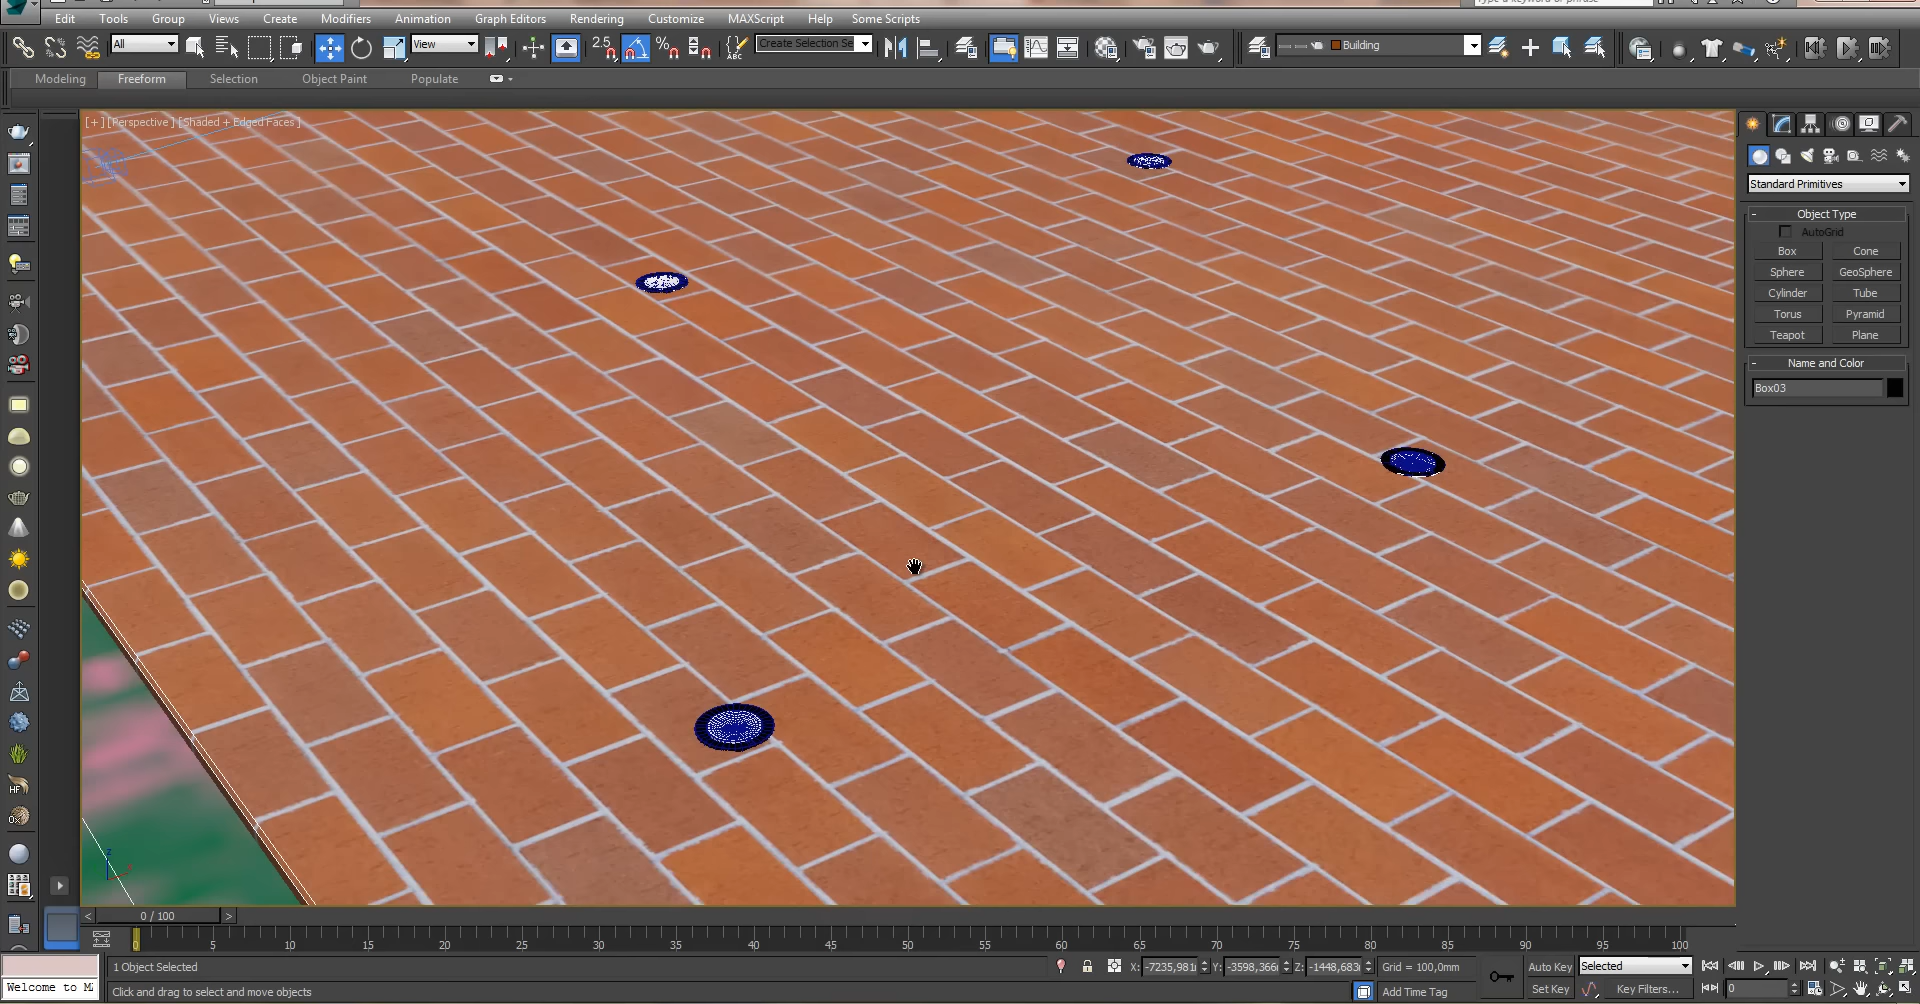 Edit Tools Group Views Create Modifiers Animation Graph Editors Rendering Customize MAXScript Help Some Scripts
All View 2.5 % ABC Create Selection Se Building
Modeling Freeform Selection Object Paint Populate
[+] [Perspective ] [Shaded + Edged Faces ]
Standard Primitives
- Object Type
AutoGrid
Box Cone
Sphere GeoSphere
Cylinder Tube
Torus Pyramid
Teapot Plane
- Name and Color
Box03
HF
< 0 / 100 >
0 5 10 15 20 25 30 35 40 45 50 55 60 65 70 75 80 85 90 95 100
1 Object Selected X: -7235,981 Y: -3598,366 Z: -1448,683 Grid = 100,0mm Auto Key Selected
Welcome to Click and drag to select and move objects Add Time Tag Set Key Key Filters... 0